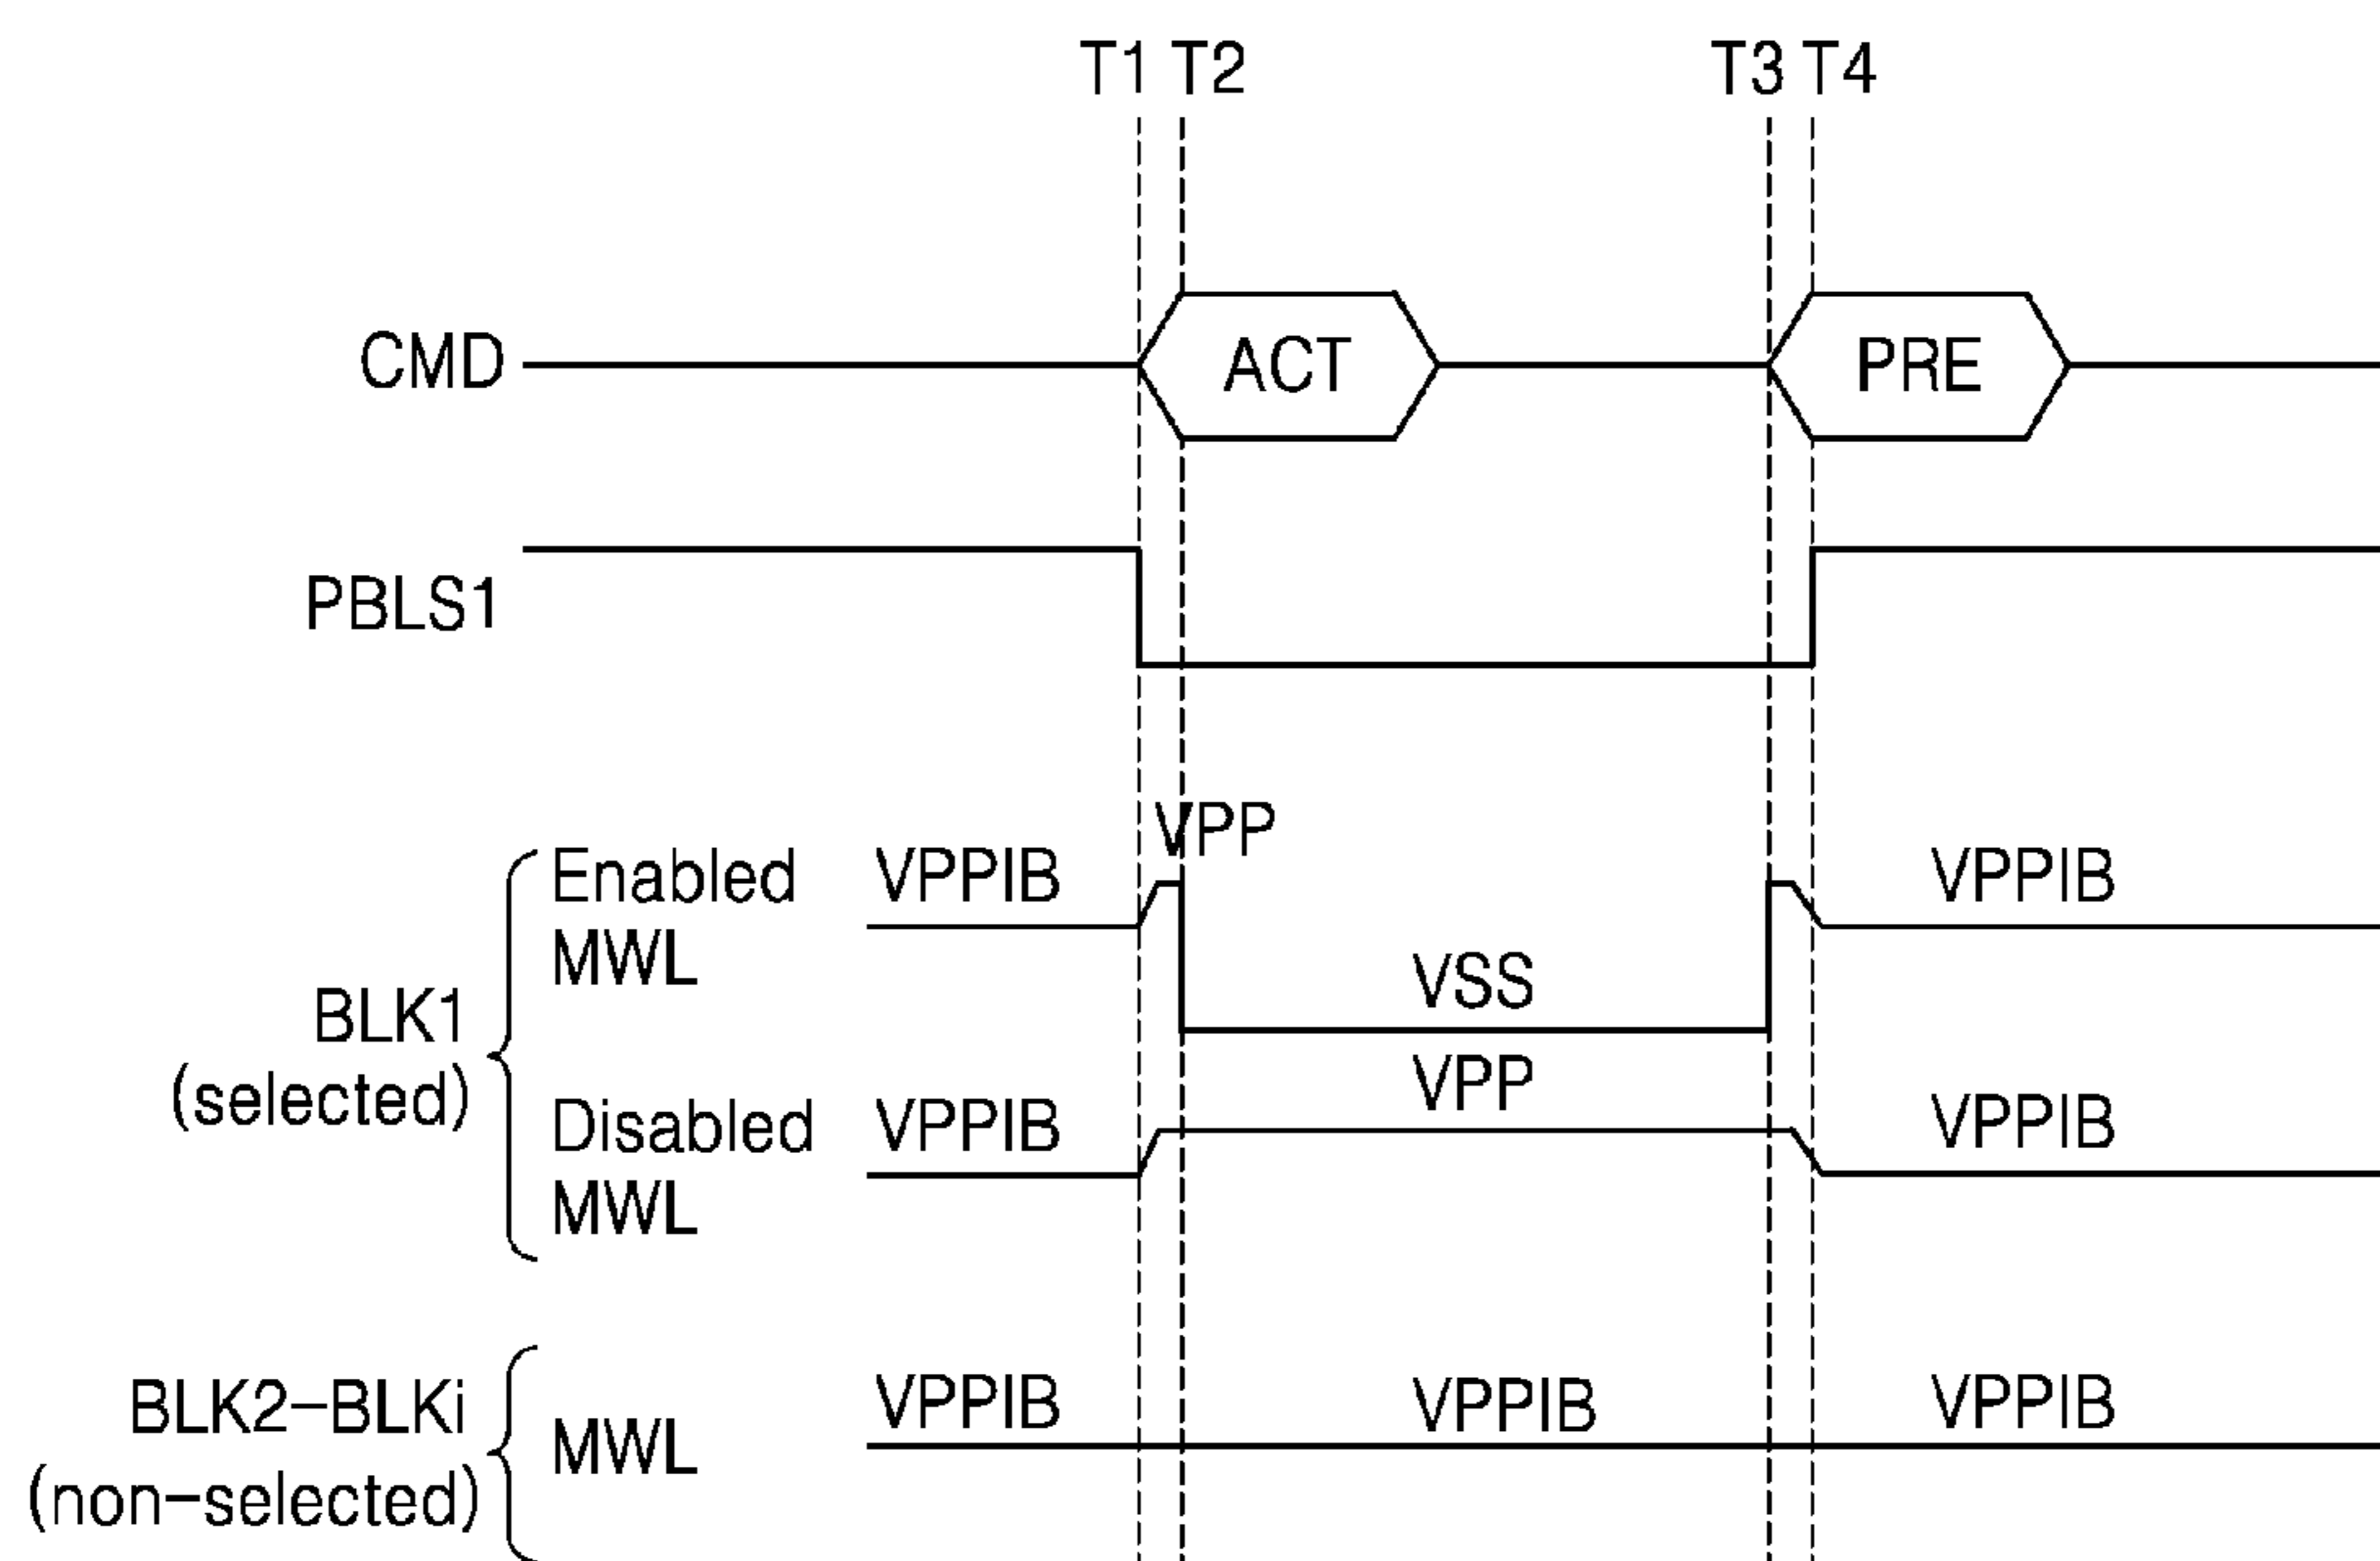 T1 T2 T3 T4
CMD ACT PRE
PBLS1
VPP
Enabled VPPIB VPPIB
MWL
VSS
BLK1
VPP
(selected)
Disabled VPPIB VPPIB
MWL
BLK2-BLKi VPPIB VPPIB VPPIB
MWL
(non-selected)